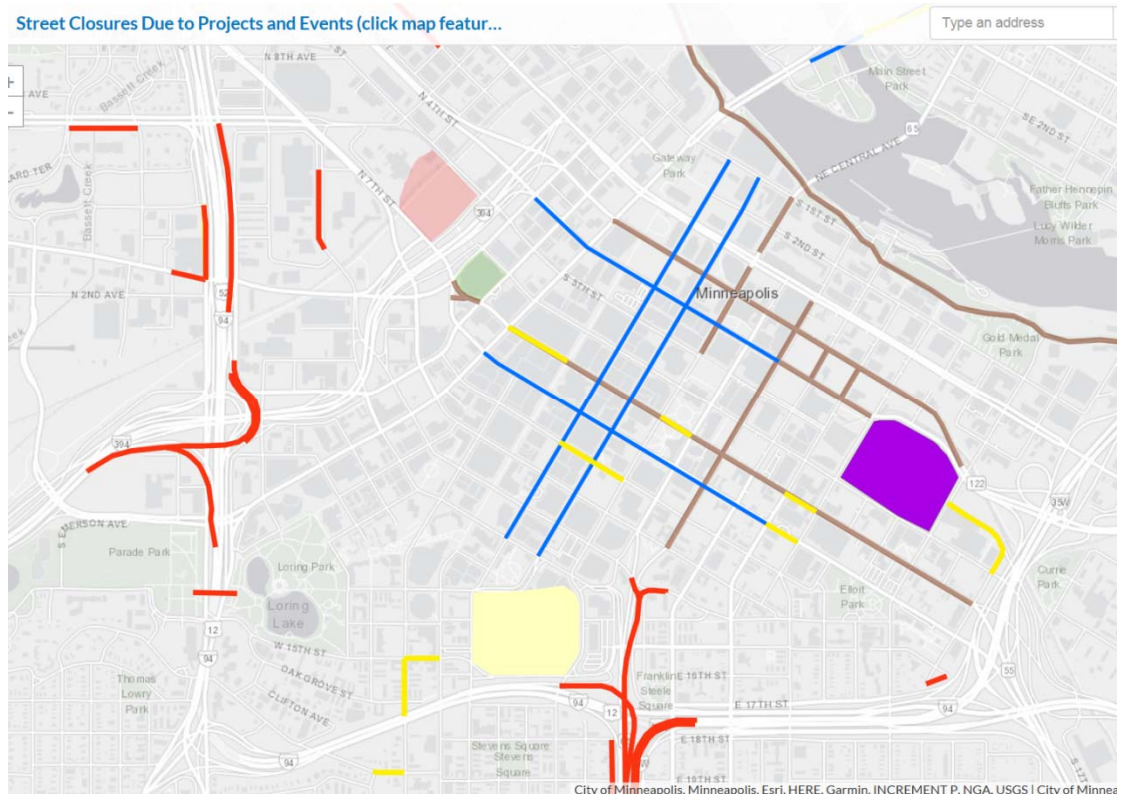 Street Closures Due to Projects and Events (click map featur…
Type an address
+
-
N 8TH AVE
Bassett Creek
AVE
N 4TH ST
Main Street
Park
65
SE 2ND ST
NE CENTRAL AVE
Gateway
Park
N 7TH ST
394
Bassett Creek
Father Hennepin
Bluffs Park
Lucy Wilder
Morris Park
S 1ST ST
S 2ND ST
S 5TH ST
N 2ND AVE
52
94
Minneapolis
Gold Medal
Park
394
122
35W
S EMERSON AVE
Parade Park
Loring Park
Loring
Lake
Currie
Park
Elliot
Park
12
94
W 15TH ST
OAK GROVE ST
CLIFTON AVE
Thomas
Lowry
Park
Franklin
Steele
Square
E 16TH ST
55
94
12
E 17TH ST
94
E 18TH ST
94
Stevens Square
Stevens
Square
E 19TH ST
City of Minneapolis, Minneapolis, Esri, HERE, Garmin, INCREMENT P, NGA, USGS | City of Minnea